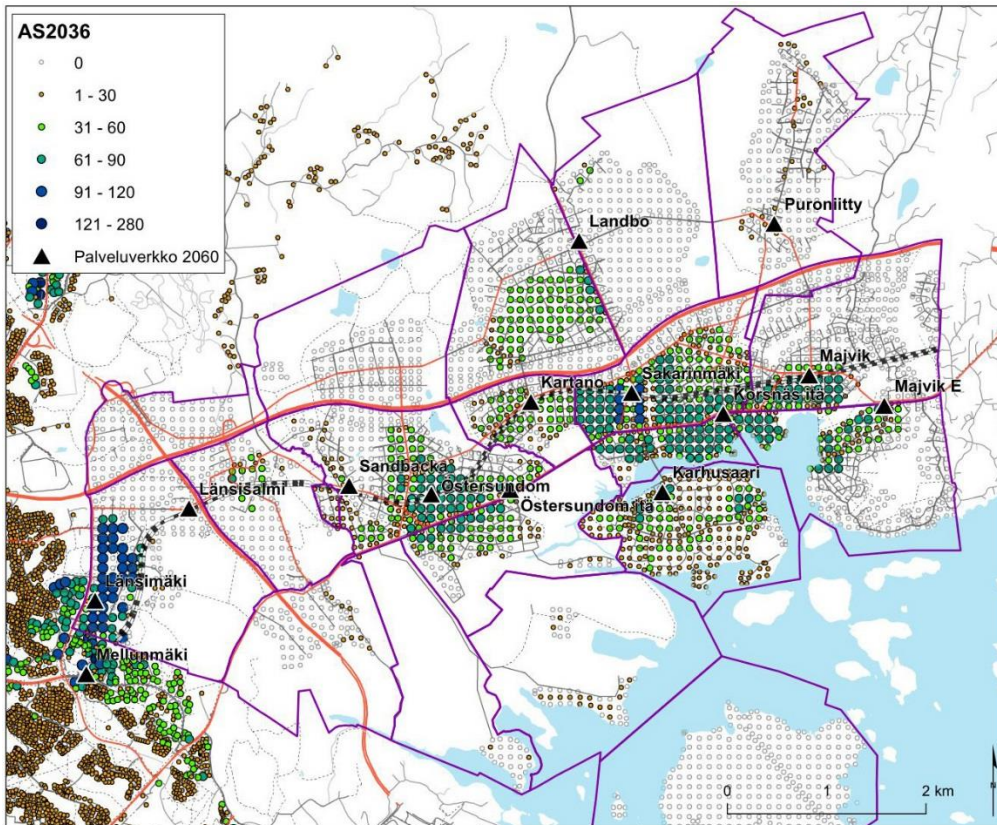 AS2036
0
1 - 30
31 - 60
61 - 90
91 - 120
121 - 280
Palveluverkko 2060
Puroniitty
Landbo
Majvik
Sakarinmäki
Kartano
Majvik E
Korsnäs itä
Sandbacka
Karhusaari
Östersundom
Länsisalmi
Östersundom itä
Länsimäki
Mellunmäki
0 1 2 km
N